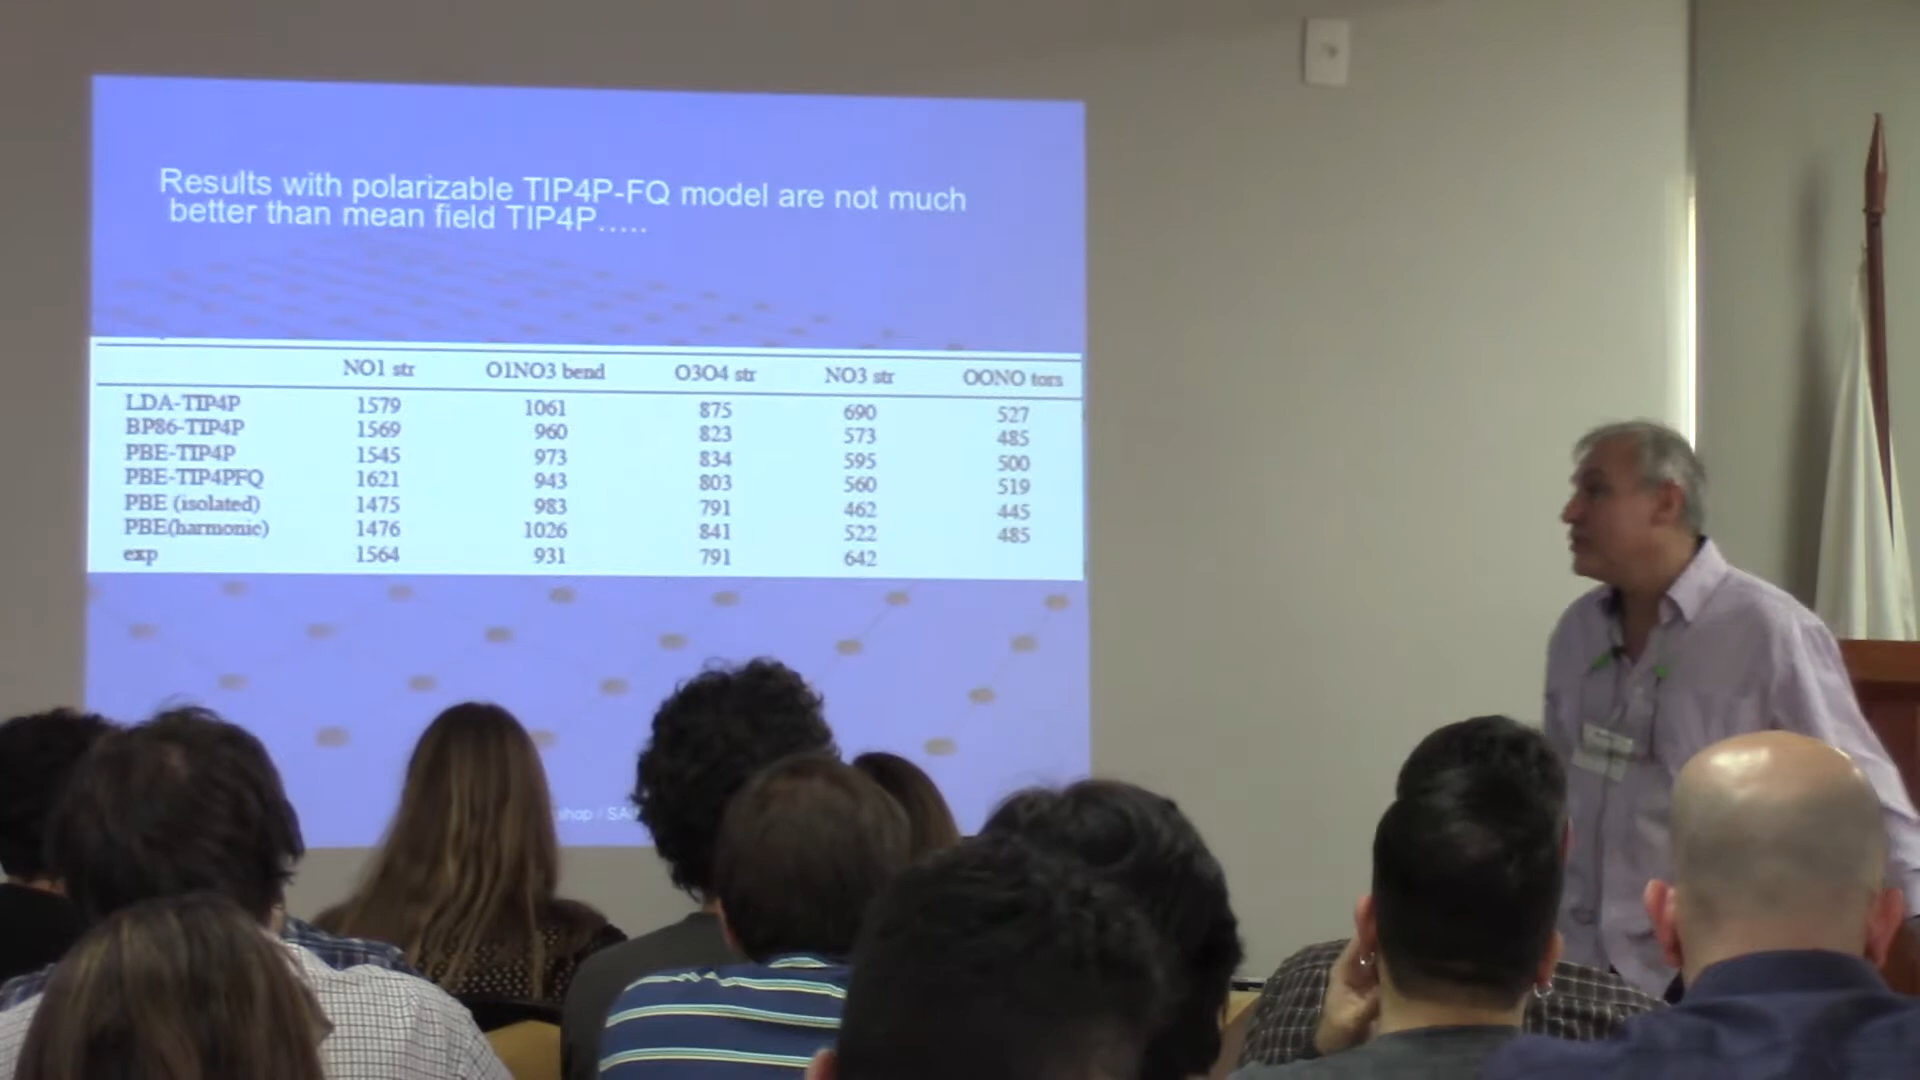 Results with polarizable TIP4P-FQ model are not much
better than mean field TIP4P.....
NO1 str O1NO3 bend O3O4 str NO3 str OONO tors
LDA-TIP4P 1579 1061 875 690 527
BP86-TIP4P 1569 960 823 573 485
PBE-TIP4P 1545 973 834 595 500
PBE-TIP4PFQ 1621 943 803 560 519
PBE (isolated) 1475 983 791 462 445
PBE(harmonic) 1476 1026 841 522 485
exp 1564 931 791 642